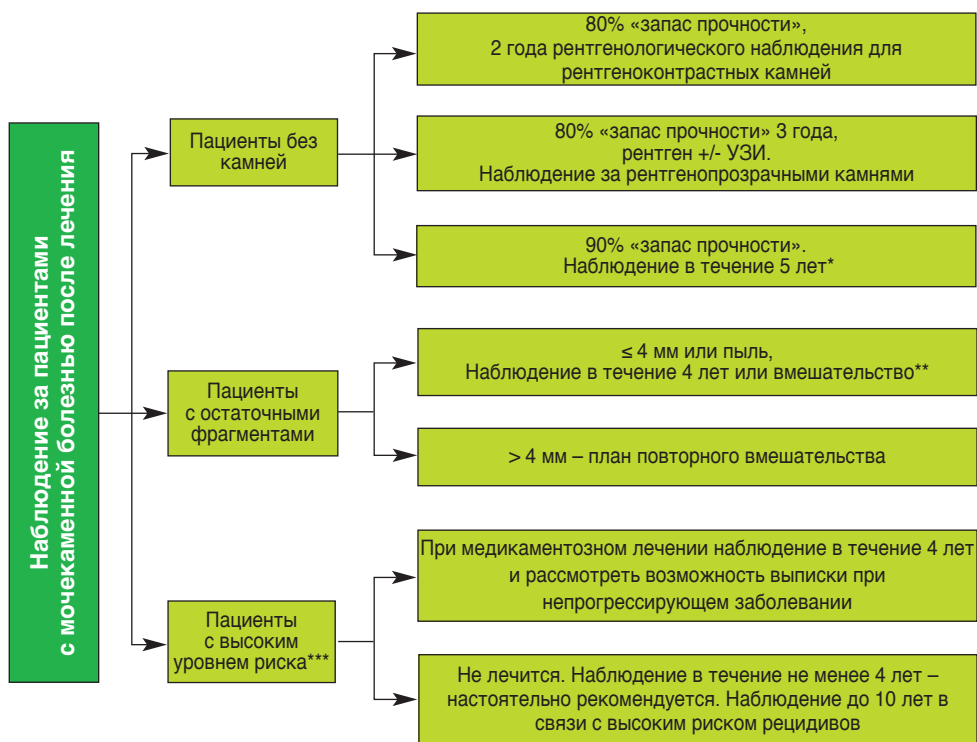 Наблюдение за пациентами
с мочекаменной болезнью после лечения
Пациенты без
камней
80% «запас прочности»,
2 года рентгенологического наблюдения для
рентгеноконтрастных камней
80% «запас прочности» 3 года,
рентген +/- УЗИ.
Наблюдение за рентгенопрозрачными камнями
90% «запас прочности».
Наблюдение в течение 5 лет*
Пациенты
с остаточными
фрагментами
≤ 4 мм или пыль,
Наблюдение в течение 4 лет или вмешательство**
> 4 мм – план повторного вмешательства
Пациенты
с высоким
уровнем риска***
При медикаментозном лечении наблюдение в течение 4 лет
и рассмотреть возможность выписки при
непрогрессирующем заболевании
Не лечится. Наблюдение в течение не менее 4 лет –
настоятельно рекомендуется. Наблюдение до 10 лет в
связи с высоким риском рецидивов